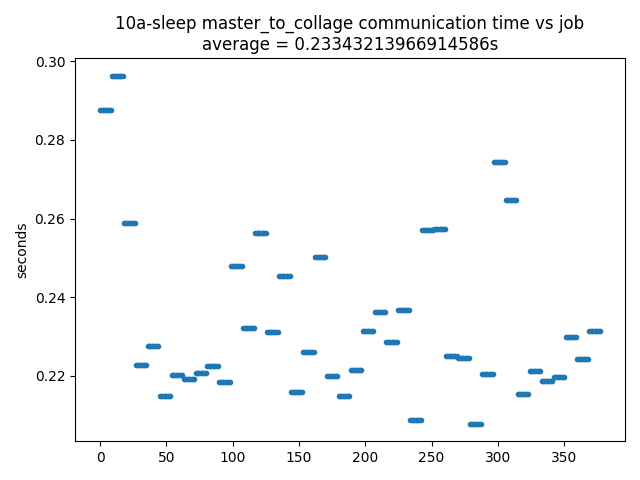 10a-sleep master_to_collage communication time vs job
average = 0.23343213966914586s
0.30
0.28
0.26
0.24
0.22
seconds
0 50 100 150 200 250 300 350